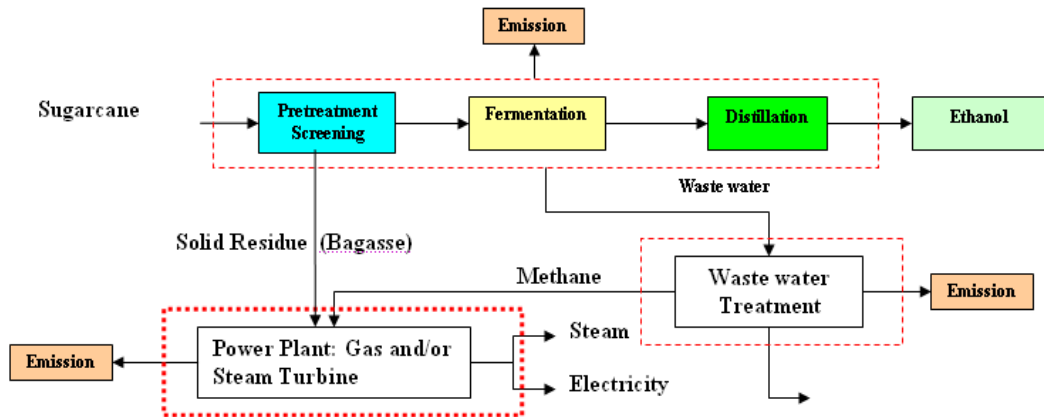 Emission
Sugarcane
Pretreatment
Screening
Fermentation
Distillation
Ethanol
Waste water
Solid Residue (Bagasse)
Methane
Waste water
Treatment
Emission
Steam
Power Plant: Gas and/or
Steam Turbine
Emission
Electricity